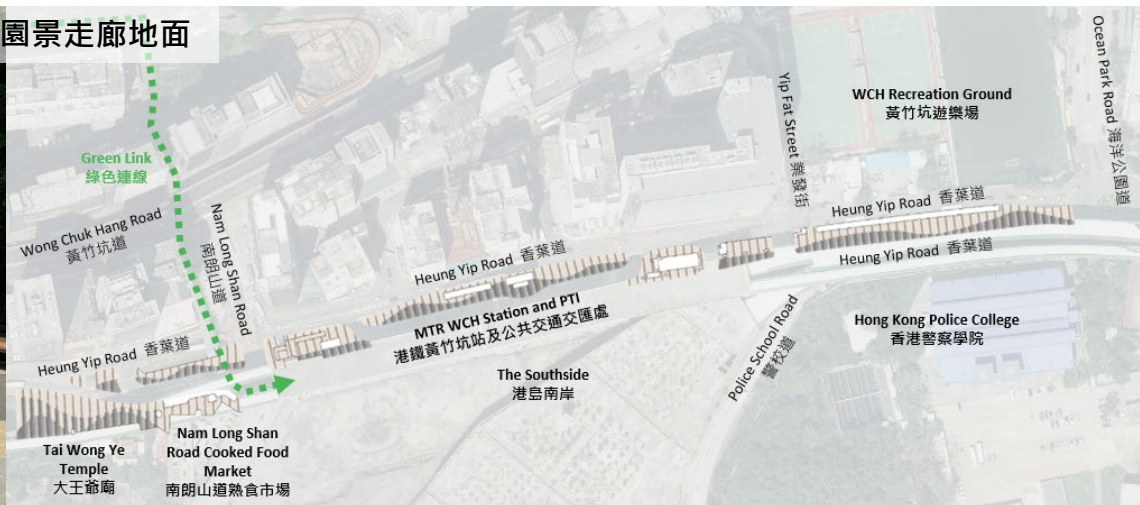 園景走廊地面
Green Link
綠色連線
Wong Chuk Hang Road
黃竹坑道
Nam Long Shan Road
南朗山道
Heung Yip Road 香葉道
Heung Yip Road 香葉道
MTR WCH Station and PTI
港鐵黃竹坑站及公共交通交匯處
The Southside
港島南岸
Yip Fat Street 業發街
WCH Recreation Ground
黃竹坑遊樂場
Ocean Park Road 海洋公園道
Heung Yip Road 香葉道
Heung Yip Road 香葉道
Police School Road
警校道
Hong Kong Police College
香港警察學院
Tai Wong Ye
Temple
大王爺廟
Nam Long Shan
Road Cooked Food
Market
南朗山道熟食市場